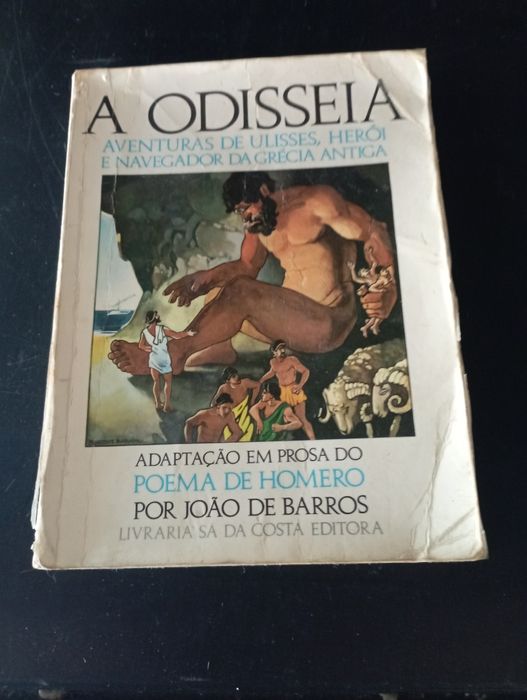 A ODISSEIA
AVENTURAS DE ULISSES, HERÓI
E NAVEGADOR DA GRÉCIA ANTIGA
ADAPTAÇÃO EM PROSA DO
POEMA DE HOMERO
POR JOÃO DE BARROS
LIVRARIA SÁ DA COSTA EDITORA